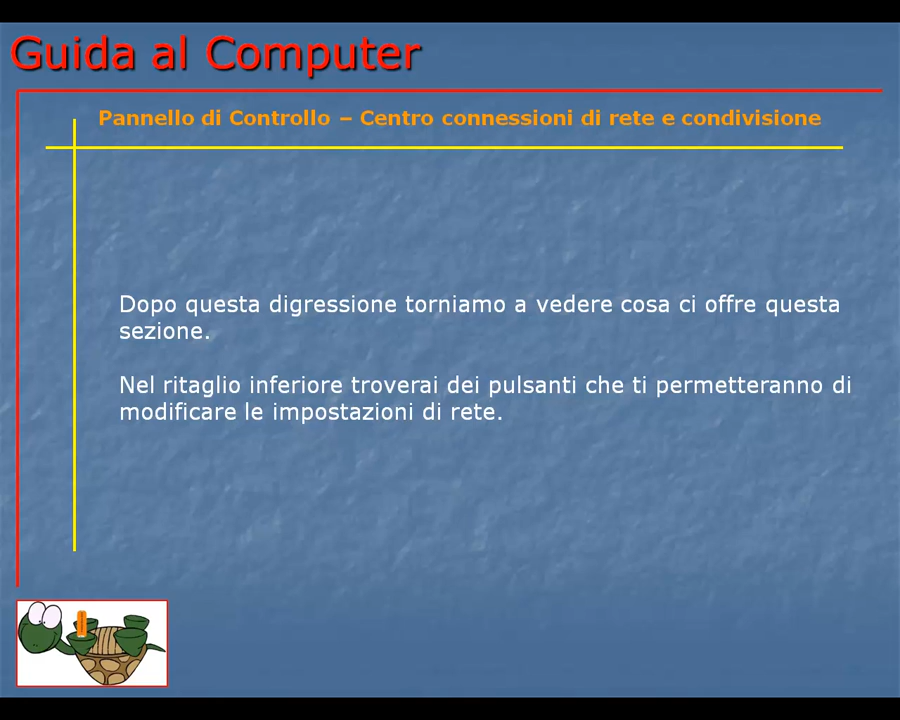 Guida al Computer
Pannello di Controllo – Centro connessioni di rete e condivisione
Dopo questa digressione torniamo a vedere cosa ci offre questa
sezione.
Nel ritaglio inferiore troverai dei pulsanti che ti permetteranno di
modificare le impostazioni di rete.